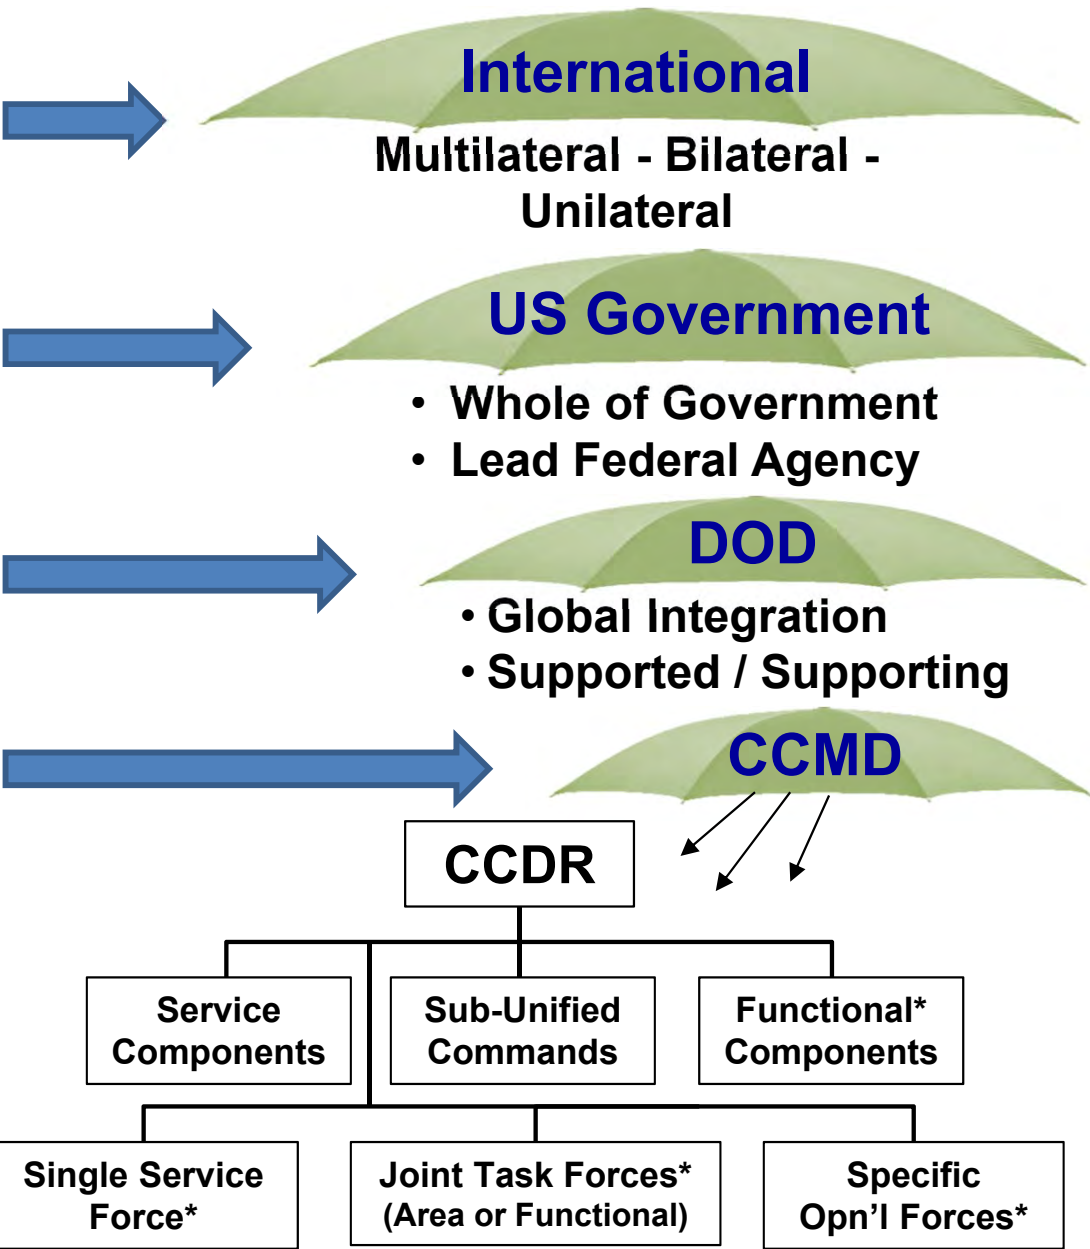 International
Multilateral - Bilateral -
Unilateral
US Government
• Whole of Government
• Lead Federal Agency
DOD
• Global Integration
• Supported / Supporting
CCMD
CCDR
Service
Components
Sub-Unified
Commands
Functional*
Components
Single Service
Force*
Joint Task Forces*
(Area or Functional)
Specific
Opn’l Forces*